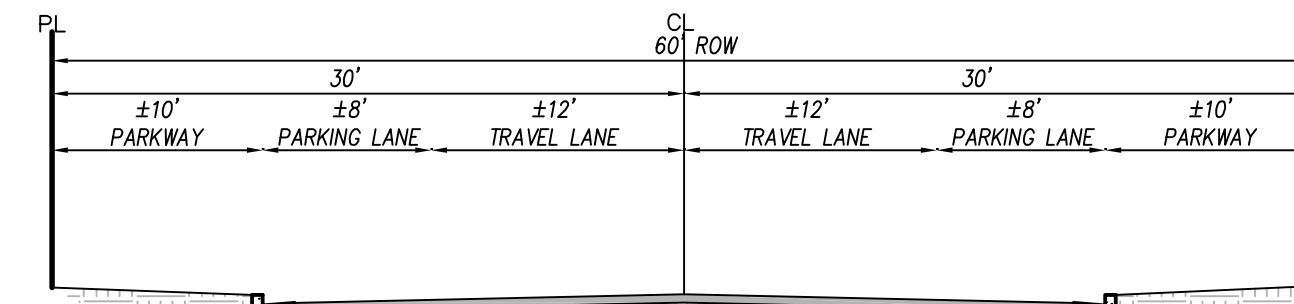 PL CL
60' ROW
30' 30'
±10' ±8' ±12' ±12' ±8' ±10'
PARKWAY PARKING LANE TRAVEL LANE TRAVEL LANE PARKING LANE PARKWAY